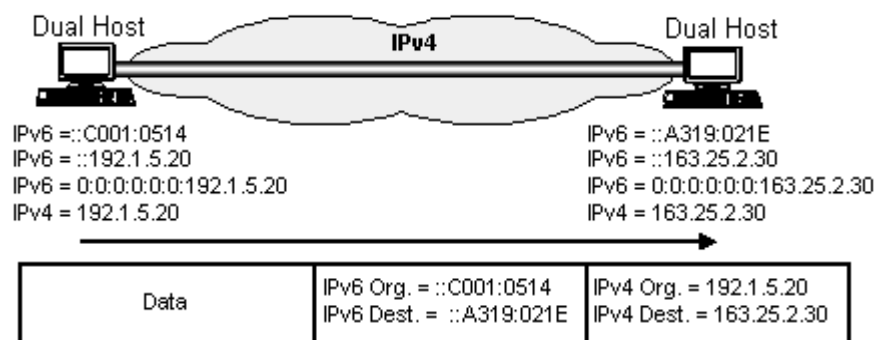 Dual Host
IPv4
Dual Host
IPv6 =::C001:0514
IPv6 = ::192.1.5.20
IPv6 = 0:0:0:0:0:0:192.1.5.20
IPv4 = 192.1.5.20
IPv6 = ::A319:021E
IPv6 = ::163.25.2.30
IPv6 = 0:0:0:0:0:0:163.25.2.30
IPv4 = 163.25.2.30
Data
IPv6 Org. = ::C001:0514
IPv6 Dest. = ::A319:021E
IPv4 Org. = 192.1.5.20
IPv4 Dest. = 163.25.2.30